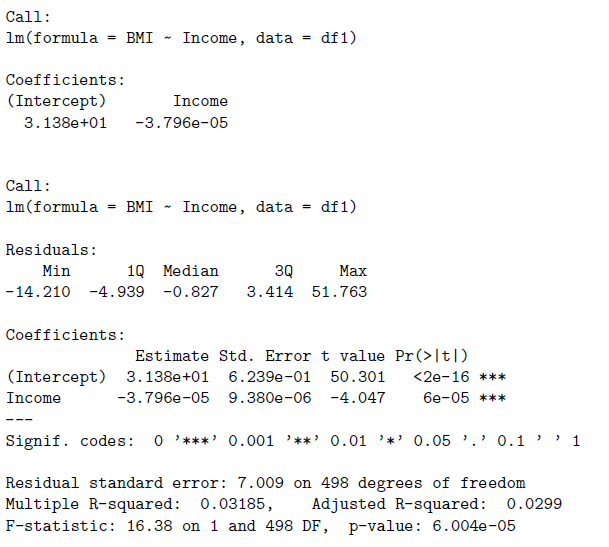 Call:
lm(formula = BMI ~ Income, data = df1)
Coefficients:
(Intercept) Income
3.138e+01 -3.796e-05
Call:
lm(formula = BMI ~ Income, data = df1)
Residuals:
Min 1Q Median 3Q Max
-14.210 -4.939 -0.827 3.414 51.763
Coefficients:
Estimate Std. Error t value Pr(>|t|)
(Intercept) 3.138e+01 6.239e-01 50.301 <2e-16 ***
Income -3.796e-05 9.380e-06 -4.047 6e-05 ***
---
Signif. codes: 0 ’***’ 0.001 ’**’ 0.01 ’*’ 0.05 ’.’ 0.1 ’ ’ 1
Residual standard error: 7.009 on 498 degrees of freedom
Multiple R-squared: 0.03185, Adjusted R-squared: 0.0299
F-statistic: 16.38 on 1 and 498 DF, p-value: 6.004e-05